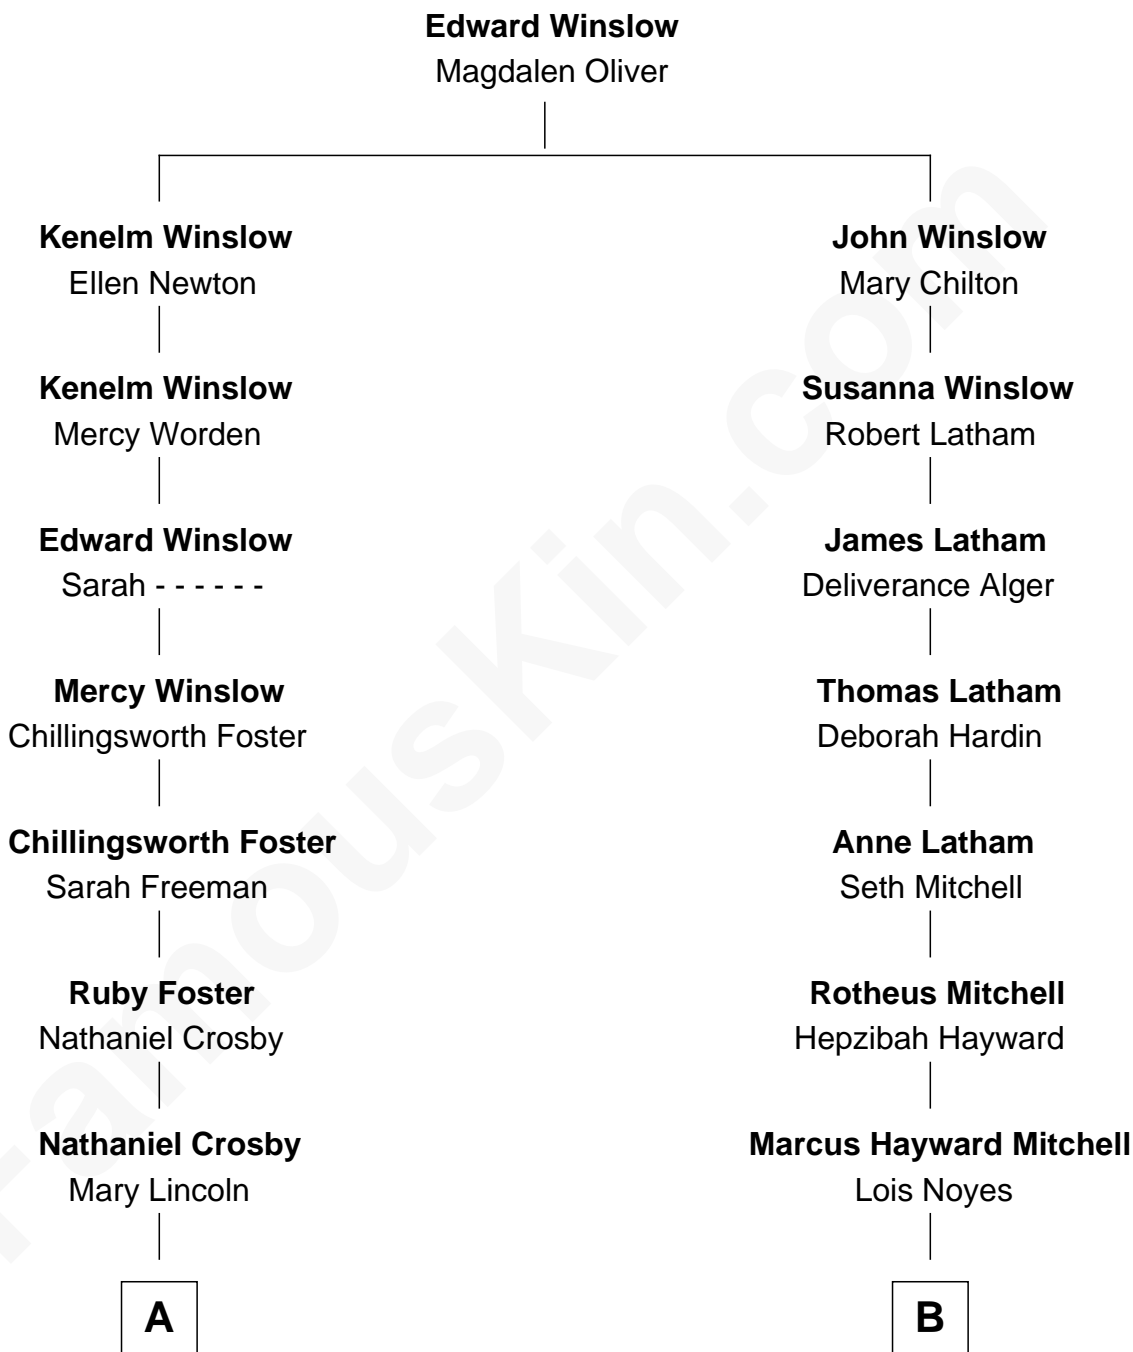 Edward Winslow
Magdalen Oliver
Kenelm Winslow
Ellen Newton
John Winslow
Mary Chilton
Kenelm Winslow
Mercy Worden
Susanna Winslow
Robert Latham
Edward Winslow
Sarah - - - - - -
James Latham
Deliverance Alger
Mercy Winslow
Chillingsworth Foster
Thomas Latham
Deborah Hardin
Chillingsworth Foster
Sarah Freeman
Anne Latham
Seth Mitchell
Ruby Foster
Nathaniel Crosby
Rotheus Mitchell
Hepzibah Hayward
Nathaniel Crosby
Mary Lincoln
Marcus Hayward Mitchell
Lois Noyes
A
B
FamousKin.com